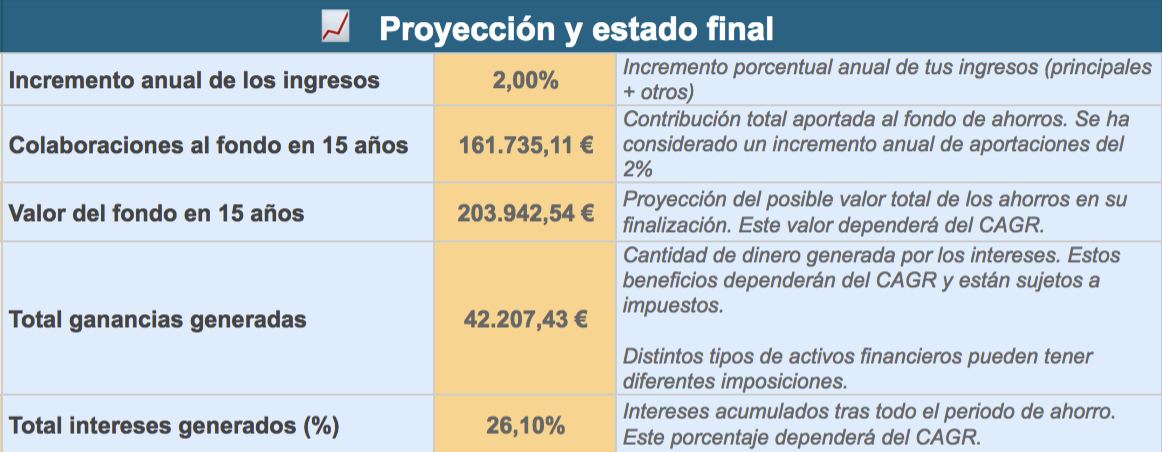 Proyección y estado final
Incremento anual de los ingresos
2,00%
Incremento porcentual anual de tus ingresos (principales
+ otros)
Colaboraciones al fondo en 15 años
161.735,11 €
Contribución total aportada al fondo de ahorros. Se ha
considerado un incremento anual de aportaciones del
2%
Valor del fondo en 15 años
203.942,54 €
Proyección del posible valor total de los ahorros en su
finalización. Este valor dependerá del CAGR.
Total ganancias generadas
42.207,43 €
Cantidad de dinero generada por los intereses. Estos
beneficios dependerán del CAGR y están sujetos a
impuestos.
Distintos tipos de activos financieros pueden tener
diferentes imposiciones.
Total intereses generados (%)
26,10%
Intereses acumulados tras todo el periodo de ahorro.
Este porcentaje dependerá del CAGR.